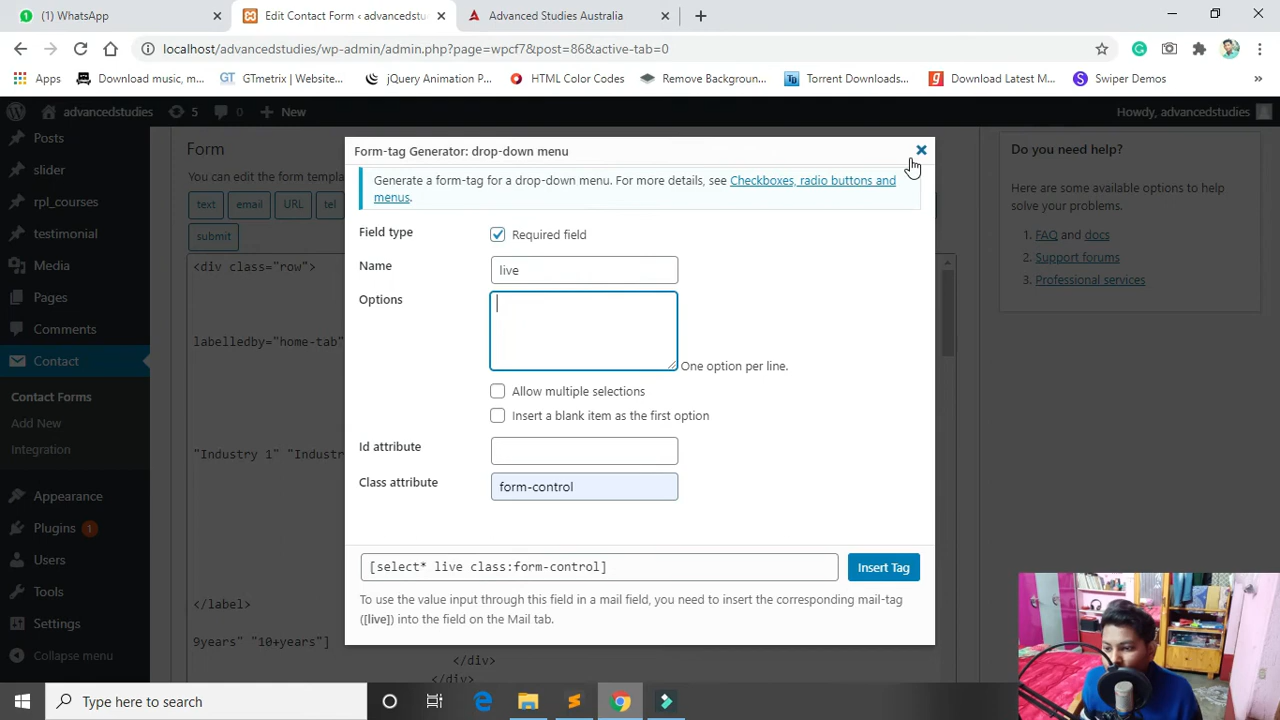 (1) WhatsApp
Edit Contact Form ‹ advancedstu
Advanced Studies Australia
localhost/advancedstudies/wp-admin/admin.php?page=wpcf7&post=86&active-tab=0
Apps
Download music, m...
GTmetrix | Website...
jQuery Animation P...
HTML Color Codes
Remove Backgroun...
Torrent Downloads...
Download Latest M...
Swiper Demos
advancedstudies
5
0
New
Howdy, advancedstudies
Posts
slider
rpl_courses
testimonial
Media
Pages
Comments
Contact
Contact Forms
Add New
Integration
Appearance
Plugins 1
Users
Tools
Settings
Collapse menu
Form
You can edit the form templa
text
email
URL
tel
submit
<div class="row">
labelledby="home-tab"
"Industry 1" "Industr
</label>
9years" "10+years"]
</div>
</div>
Form-tag Generator: drop-down menu
Generate a form-tag for a drop-down menu. For more details, see Checkboxes, radio buttons and
menus.
Field type
Required field
Name
live
Options
One option per line.
Allow multiple selections
Insert a blank item as the first option
Id attribute
Class attribute
form-control
[select* live class:form-control]
Insert Tag
To use the value input through this field in a mail field, you need to insert the corresponding mail-tag
([live]) into the field on the Mail tab.
Do you need help?
Here are some available options to help
solve your problems.
1. FAQ and docs
2. Support forums
3. Professional services
Type here to search